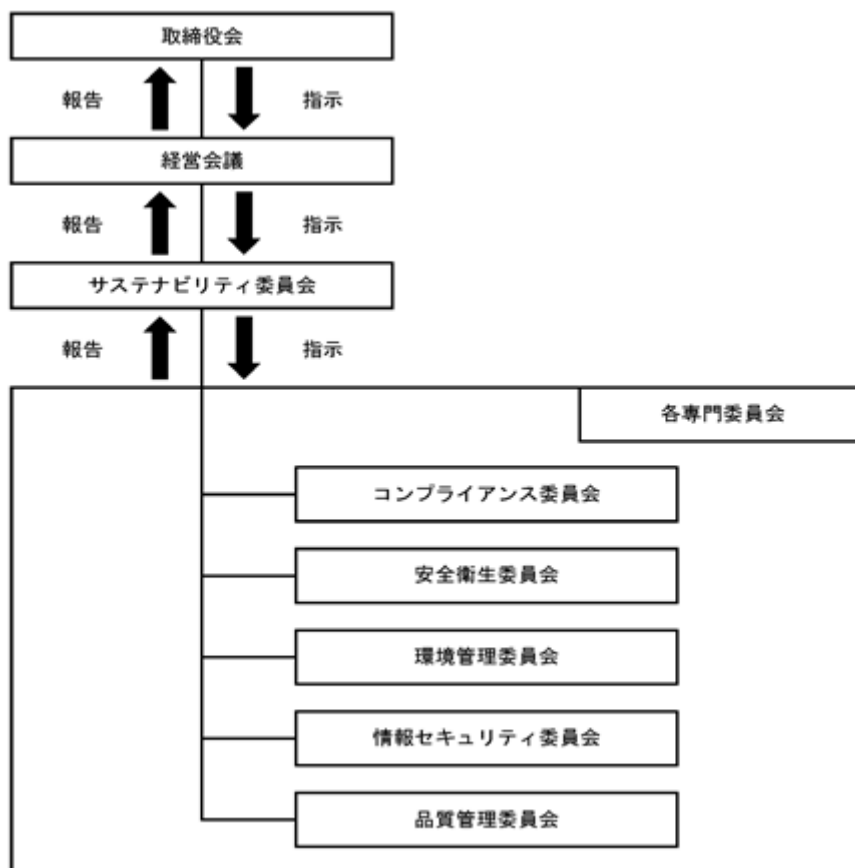 取締役会
報告
指示
経営会議
報告
指示
サステナビリティ委員会
報告
指示
各専門委員会
コンプライアンス委員会
安全衛生委員会
環境管理委員会
情報セキュリティ委員会
品質管理委員会